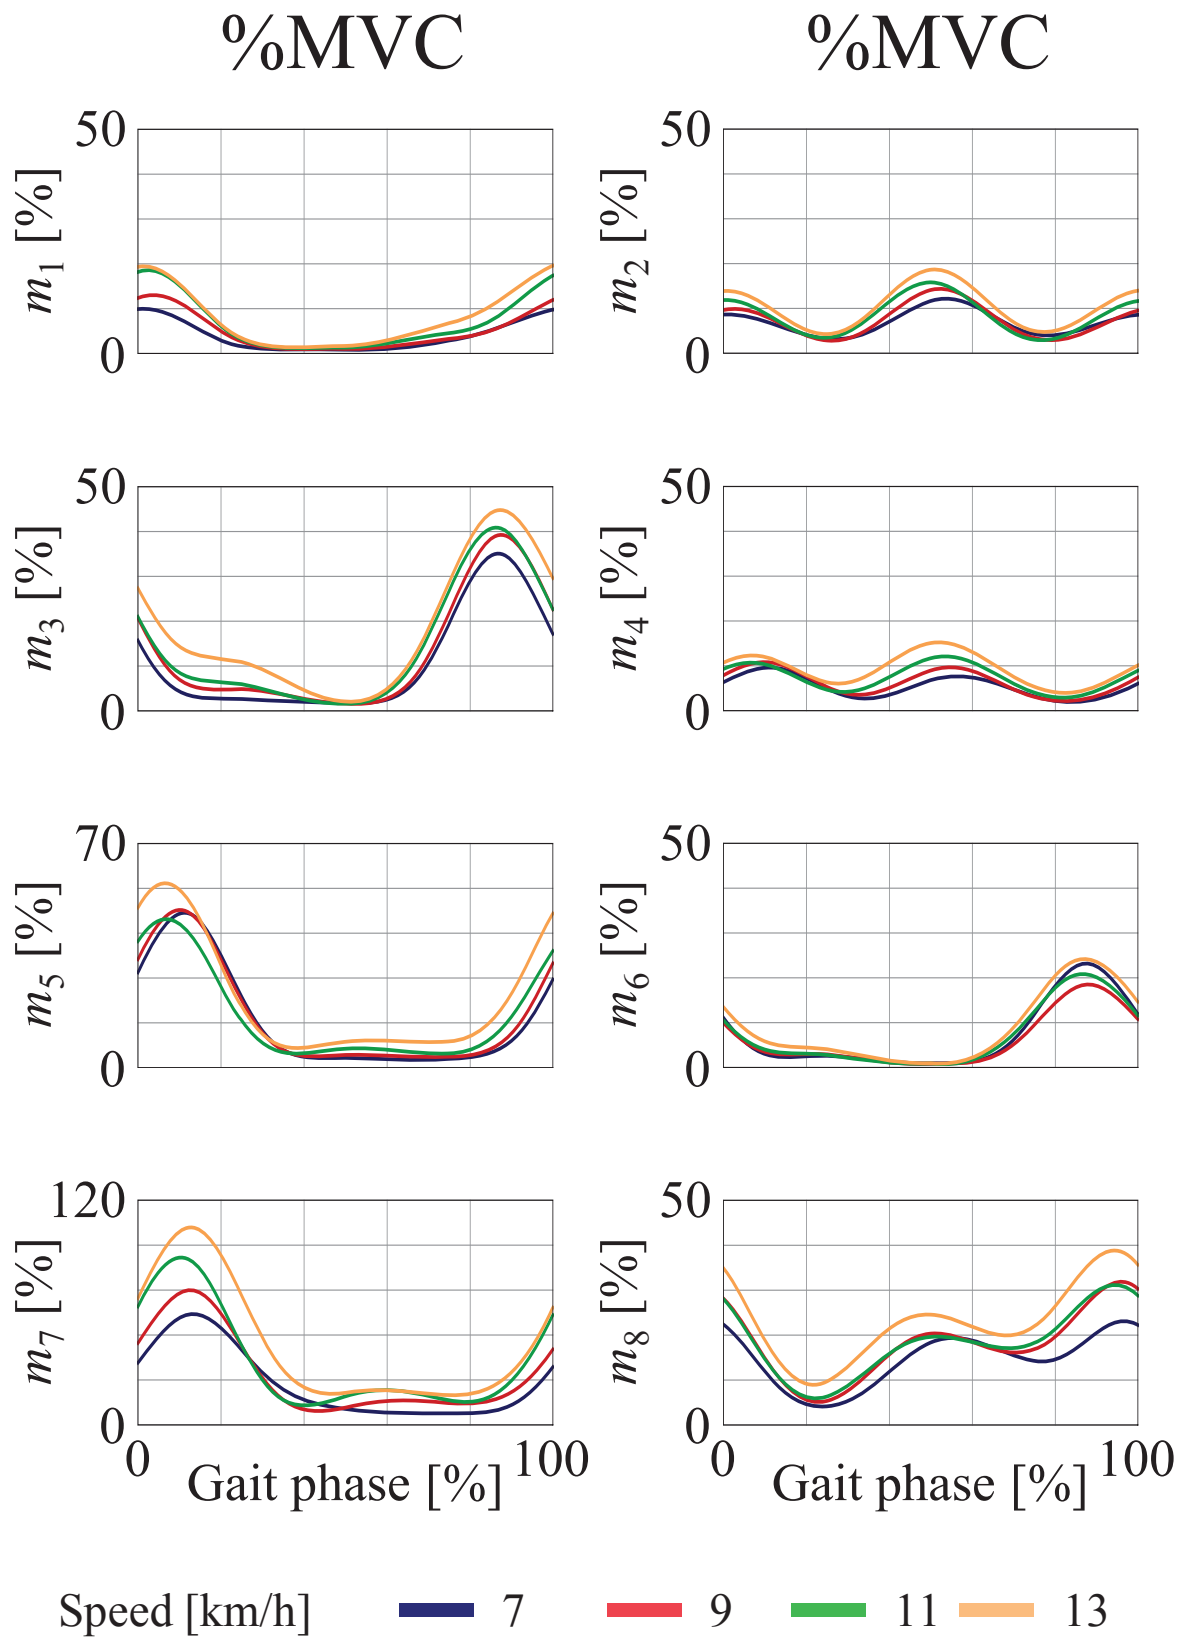 %MVC %MVC
50 50
m1 [%] m2 [%]
0 0
50 50
m3 [%] m4 [%]
0 0
70 50
m5 [%] m6 [%]
0 0
120 50
m7 [%] m8 [%]
0 0
0 100 0 100
Gait phase [%] Gait phase [%]
Speed [km/h] 7 9 11 13